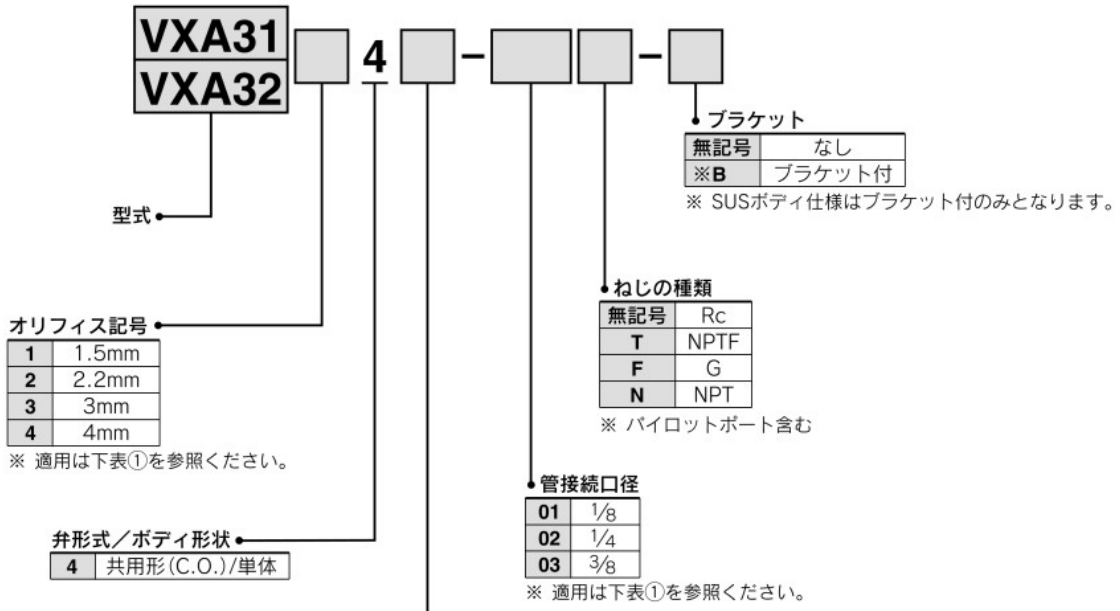 VXA31
VXA32
4
-
-
ブラケット
無記号 なし
※B ブラケット付
※ SUSボディ仕様はブラケット付のみとなります。
型式
ねじの種類
無記号 Rc
T NPTF
F G
N NPT
※ パイロットポート含む
オリフィス記号
1 1.5mm
2 2.2mm
3 3mm
4 4mm
※ 適用は下表①を参照ください。
管接続口径
01 1/8
02 1/4
03 3/8
※ 適用は下表①を参照ください。
弁形式／ボディ形状
4 共用形(C.O.)/単体